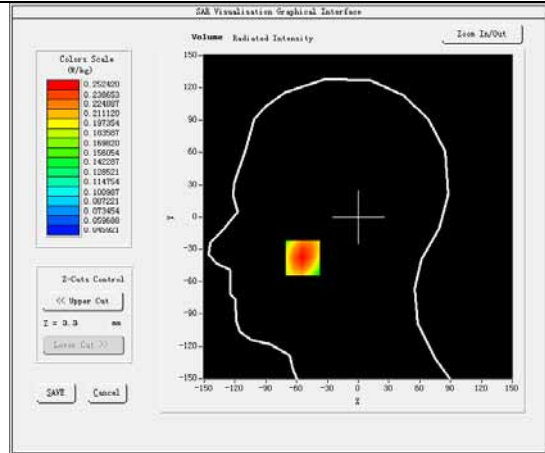 SAR Visualisation Graphical Interface
Volume Radiated Intensity
Zoom In/Out
Colors Scale
(W/kg)
0.252420
0.238653
0.224887
0.211120
0.197354
0.183587
0.169820
0.156054
0.142287
0.128521
0.114754
0.100987
0.087221
0.073454
0.059688
150
120
90
60
30
0
-30
-60
-90
-120
-150
Y
-150 -120 -90 -60 -30 0 30 60 90 120 150
X
Z-Cuts Control
<< Upper Cut
Z = 3.3 mm
Lower Cut >>
SAVE
Cancel